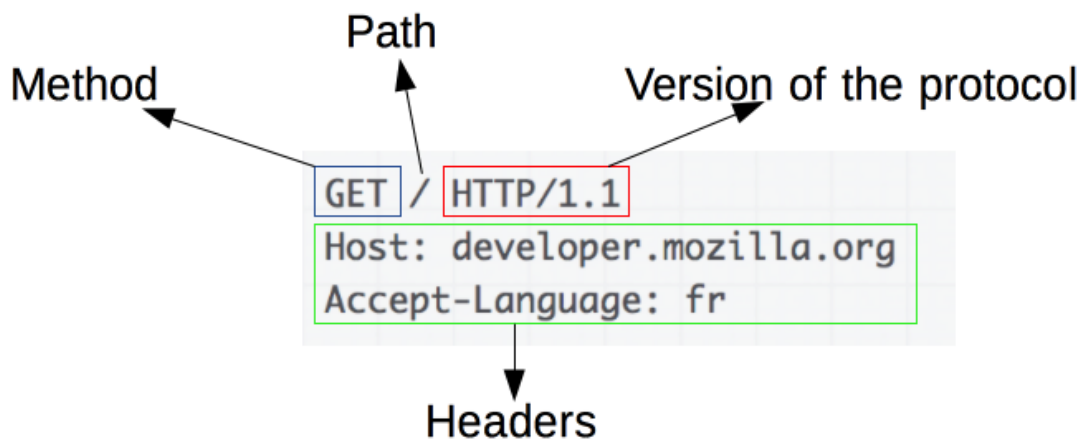 Path
Method
Version of the protocol
GET / HTTP/1.1
Host: developer.mozilla.org
Accept-Language: fr
Headers